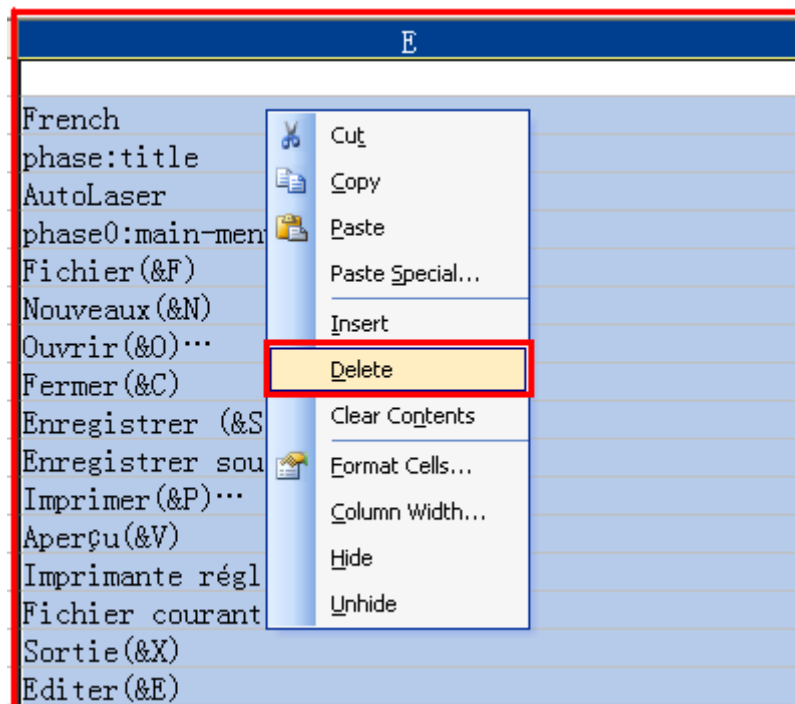 E
French
phase:title
AutoLaser
phase0:main-men
Fichier(&F)
Nouveaux(&N)
Ouvrir(&O)…
Fermer(&C)
Enregistrer (&S
Enregistrer sou
Imprimer(&P)…
Aperçu(&V)
Imprimante régl
Fichier courant
Sortie(&X)
Editer(&E)
Cut
Copy
Paste
Paste Special...
Insert
Delete
Clear Contents
Format Cells...
Column Width...
Hide
Unhide